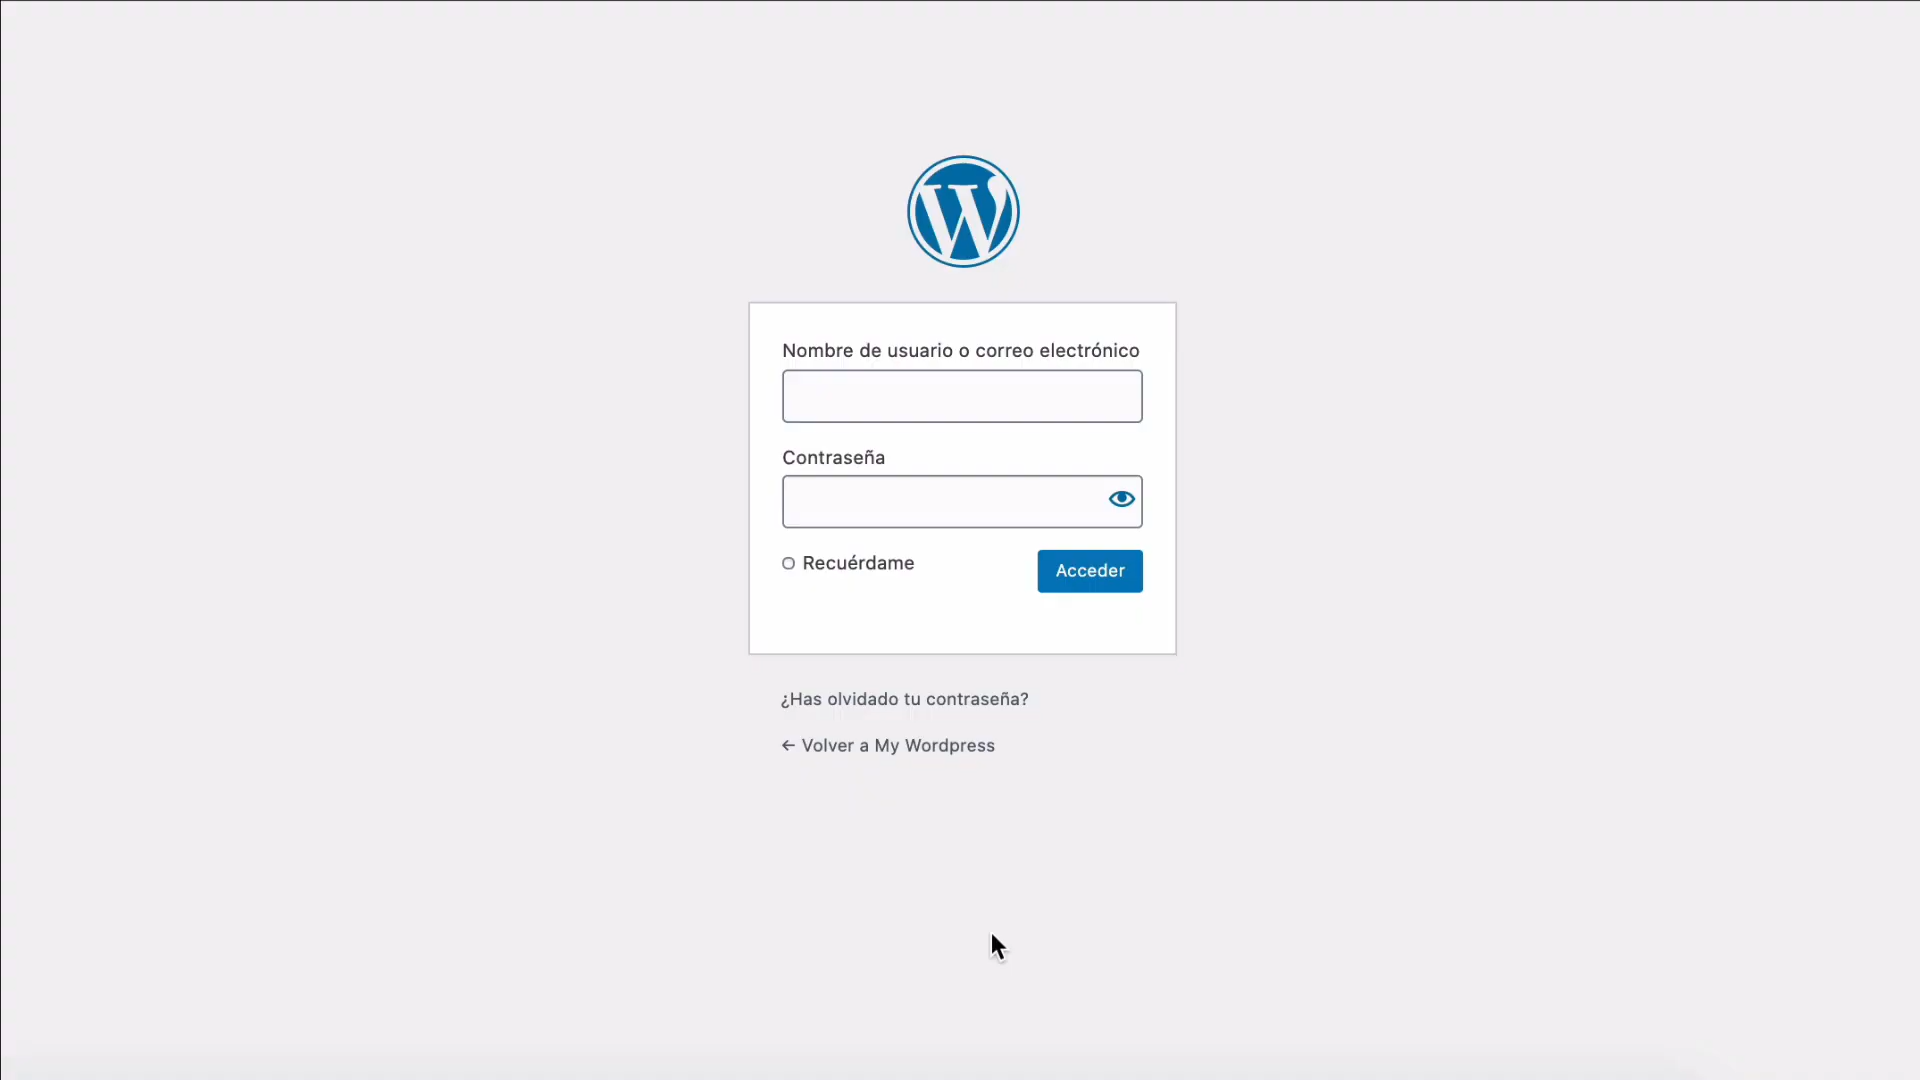 Nombre de usuario o correo electrónico
Contraseña
Recuérdame
Acceder
¿Has olvidado tu contraseña?
← Volver a My Wordpress